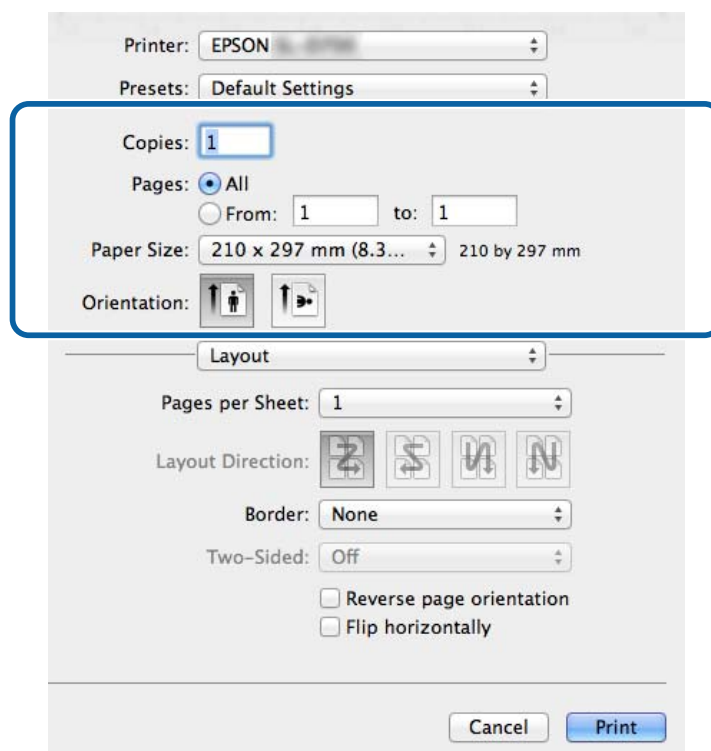 Printer: EPSON
Presets: Default Settings
Copies: 1
Pages: All
From: 1 to: 1
Paper Size: 210 x 297 mm (8.3... 210 by 297 mm
Orientation:
Layout
Pages per Sheet: 1
Layout Direction:
Border: None
Two-Sided: Off
Reverse page orientation
Flip horizontally
Cancel Print